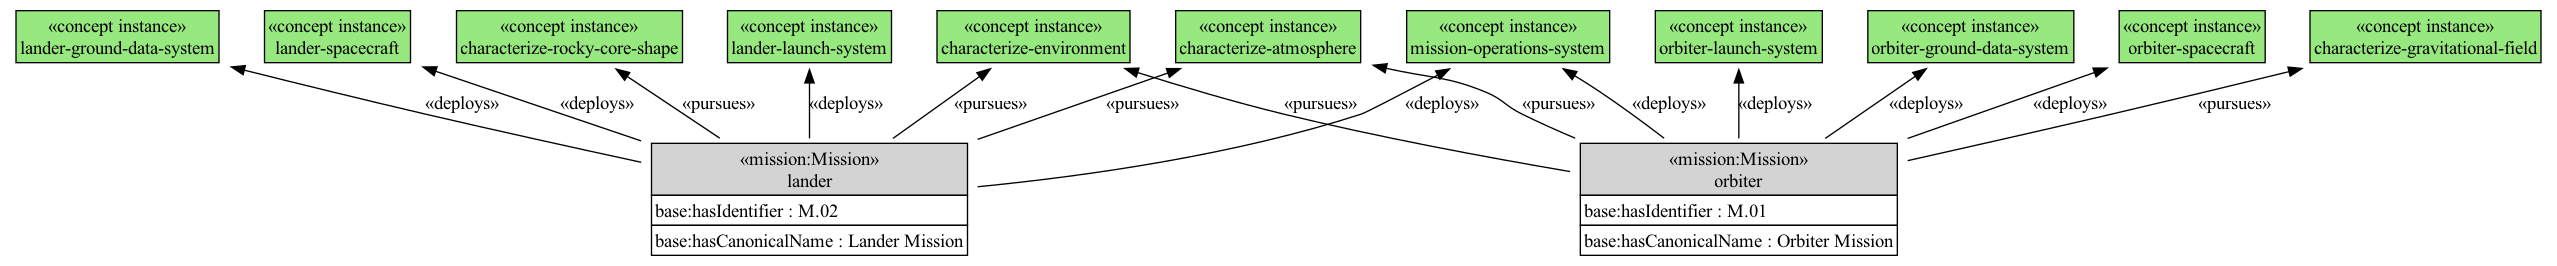 «concept instance»
lander-ground-data-system
«concept instance»
lander-spacecraft
«concept instance»
characterize-rocky-core-shape
«concept instance»
lander-launch-system
«concept instance»
characterize-environment
«concept instance»
characterize-atmosphere
«concept instance»
mission-operations-system
«concept instance»
orbiter-launch-system
«concept instance»
orbiter-ground-data-system
«concept instance»
orbiter-spacecraft
«concept instance»
characterize-gravitational-field
«deploys»
«deploys»
«pursues»
«deploys»
«pursues»
«pursues»
«pursues»
«deploys»
«pursues»
«deploys»
«deploys»
«deploys»
«deploys»
«pursues»
«mission:Mission»
lander
base:hasIdentifier : M.02
base:hasCanonicalName : Lander Mission
«mission:Mission»
orbiter
base:hasIdentifier : M.01
base:hasCanonicalName : Orbiter Mission